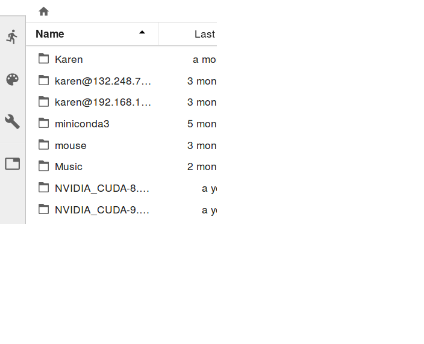 Name Last
Karen a mo
karen@132.248.7... 3 mon
karen@192.168.1... 3 mon
miniconda3 5 mon
mouse 3 mon
Music 2 mon
NVIDIA_CUDA-8.... a ye
NVIDIA_CUDA-9.... a ye